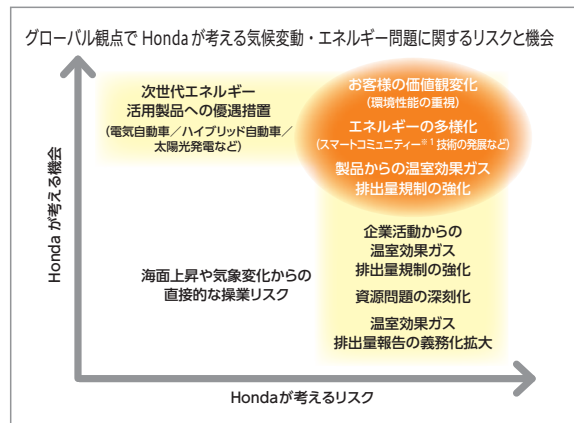 グローバル観点で Hondaが考える気候変動・エネルギー問題に関するリスクと機会
Hondaが考える機会
次世代エネルギー
活用製品への優遇措置
(電気自動車／ハイブリッド自動車／
太陽光発電など)
お客様の価値観変化
(環境性能の重視)
エネルギーの多様化
(スマートコミュニティー※1技術の発展など)
製品からの温室効果ガス
排出量規制の強化
海面上昇や気象変化からの
直接的な操業リスク
企業活動からの
温室効果ガス
排出量規制の強化
資源問題の深刻化
温室効果ガス
排出量報告の義務化拡大
Hondaが考えるリスク